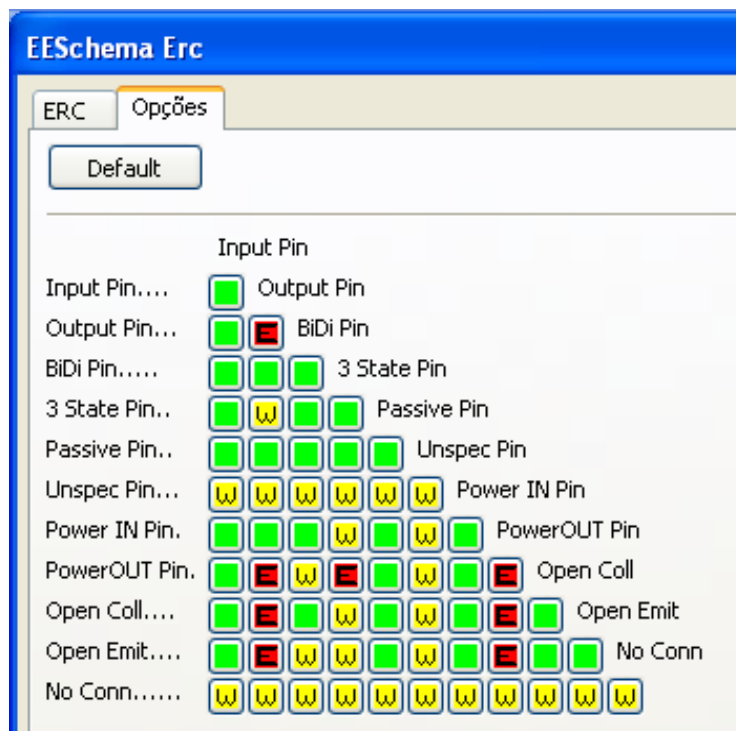 EESchema Erc
ERC Opções
Default
Input Pin
Input Pin.... Output Pin
Output Pin... E BiDi Pin
BiDi Pin..... 3 State Pin
3 State Pin.. W Passive Pin
Passive Pin.. Unspec Pin
Unspec Pin... W W W W W W Power IN Pin
Power IN Pin. W W PowerOUT Pin
PowerOUT Pin. E W E W E Open Coll
Open Coll.... E W W E Open Emit
Open Emit.... E W W W E No Conn
No Conn...... W W W W W W W W W W W